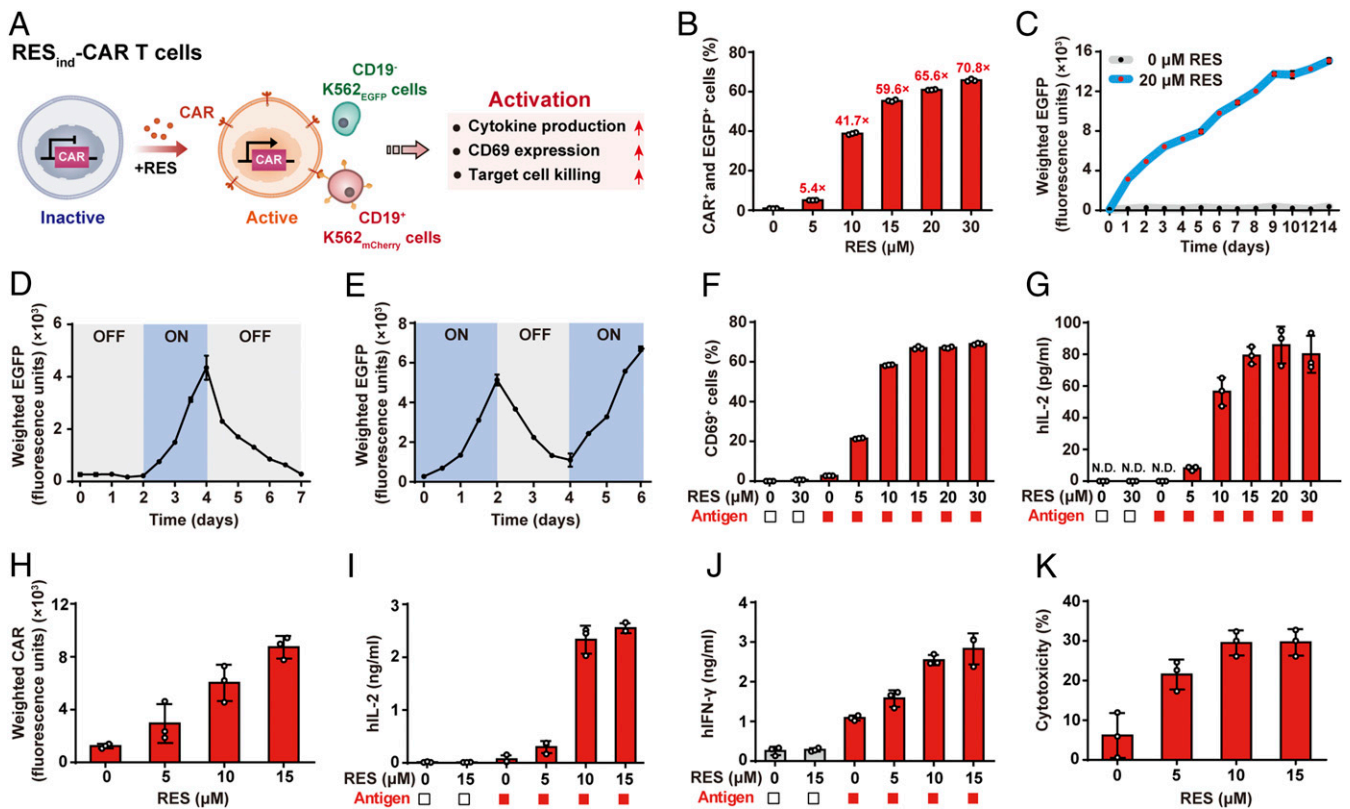 A
RES_ind-CAR T cells
CAR
+RES
CAR
Inactive
CAR
Active
CD19⁻
K562_EGFP cells
CD19⁺
K562_mCherry cells
Activation
● Cytokine production
● CD69 expression
● Target cell killing
B
CAR⁺ and EGFP⁺ cells (%)
80
60
40
20
0
5.4×
41.7×
59.6×
65.6×
70.8×
0 5 10 15 20 30
RES (μM)
C
Weighted EGFP
(fluorescence units) (×10³)
16
12
8
4
0
0 μM RES
20 μM RES
0 1 2 3 4 5 6 7 8 9 10 12 14
Time (days)
D
Weighted EGFP
(fluorescence units) (×10³)
6
4
2
0
OFF ON OFF
0 1 2 3 4 5 6 7
Time (days)
E
Weighted EGFP
(fluorescence units) (×10³)
8
6
4
2
0
ON OFF ON
0 1 2 3 4 5 6
Time (days)
F
CD69⁺ cells (%)
80
60
40
20
0
RES (μM) 0 30 0 5 10 15 20 30
Antigen
G
hIL-2 (pg/ml)
100
80
60
40
20
0
N.D. N.D. N.D.
RES (μM) 0 30 0 5 10 15 20 30
Antigen
H
Weighted CAR
(fluorescence units) (×10³)
12
8
4
0
0 5 10 15
RES (μM)
I
hIL-2 (ng/ml)
3
2
1
0
RES (μM) 0 15 0 5 10 15
Antigen
J
hIFN-γ (ng/ml)
4
3
2
1
0
RES (μM) 0 15 0 5 10 15
Antigen
K
Cytotoxicity (%)
40
30
20
10
0
0 5 10 15
RES (μM)